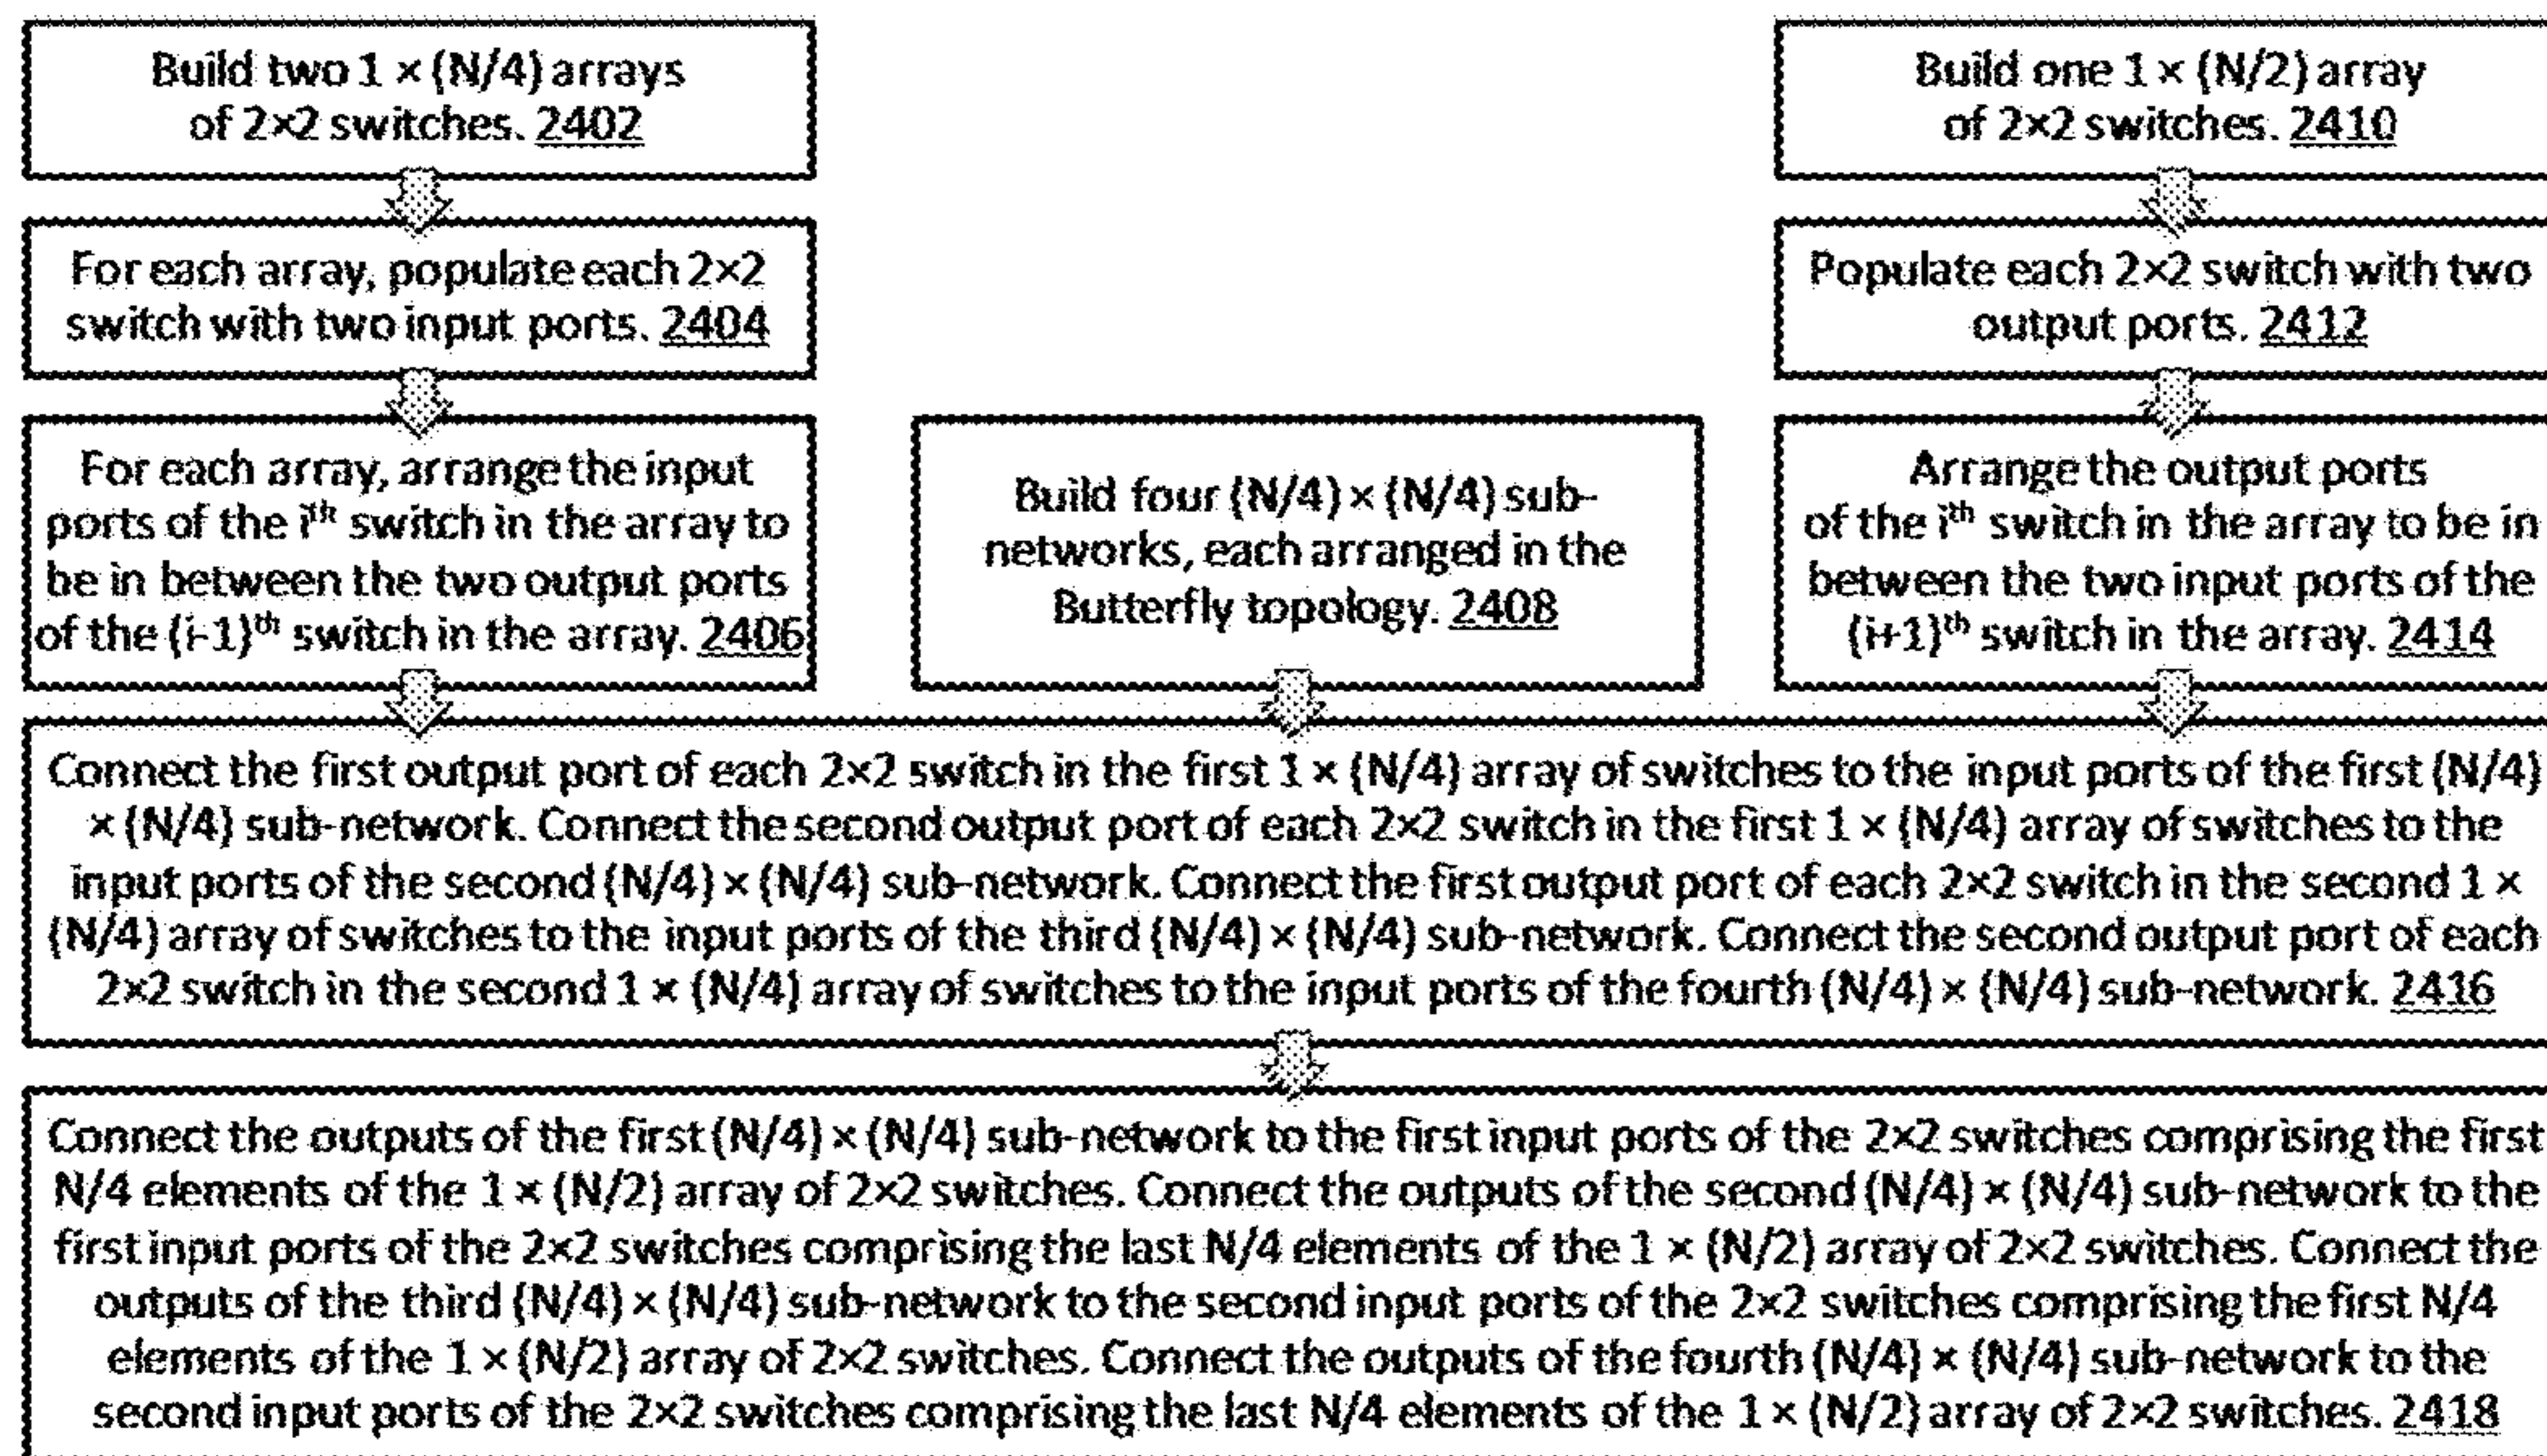 Build two 1 × (N/4) arrays
of 2×2 switches. 2402
For each array, populate each 2×2
switch with two input ports. 2404
For each array, arrange the input
ports of the iᵗʰ switch in the array to
be in between the two output ports
of the (i-1)ᵗʰ switch in the array. 2406
Build four (N/4) × (N/4) sub-
networks, each arranged in the
Butterfly topology. 2408
Build one 1 × (N/2) array
of 2×2 switches. 2410
Populate each 2×2 switch with two
output ports. 2412
Arrange the output ports
of the iᵗʰ switch in the array to be in
between the two input ports of the
(i+1)ᵗʰ switch in the array. 2414
Connect the first output port of each 2×2 switch in the first 1 × (N/4) array of switches to the input ports of the first (N/4)
× (N/4) sub-network. Connect the second output port of each 2×2 switch in the first 1 × (N/4) array of switches to the
input ports of the second (N/4) × (N/4) sub-network. Connect the first output port of each 2×2 switch in the second 1 ×
(N/4) array of switches to the input ports of the third (N/4) × (N/4) sub-network. Connect the second output port of each
2×2 switch in the second 1 × (N/4) array of switches to the input ports of the fourth (N/4) × (N/4) sub-network. 2416
Connect the outputs of the first (N/4) × (N/4) sub-network to the first input ports of the 2×2 switches comprising the first
N/4 elements of the 1 × (N/2) array of 2×2 switches. Connect the outputs of the second (N/4) × (N/4) sub-network to the
first input ports of the 2×2 switches comprising the last N/4 elements of the 1 × (N/2) array of 2×2 switches. Connect the
outputs of the third (N/4) × (N/4) sub-network to the second input ports of the 2×2 switches comprising the first N/4
elements of the 1 × (N/2) array of 2×2 switches. Connect the outputs of the fourth (N/4) × (N/4) sub-network to the
second input ports of the 2×2 switches comprising the last N/4 elements of the 1 × (N/2) array of 2×2 switches. 2418